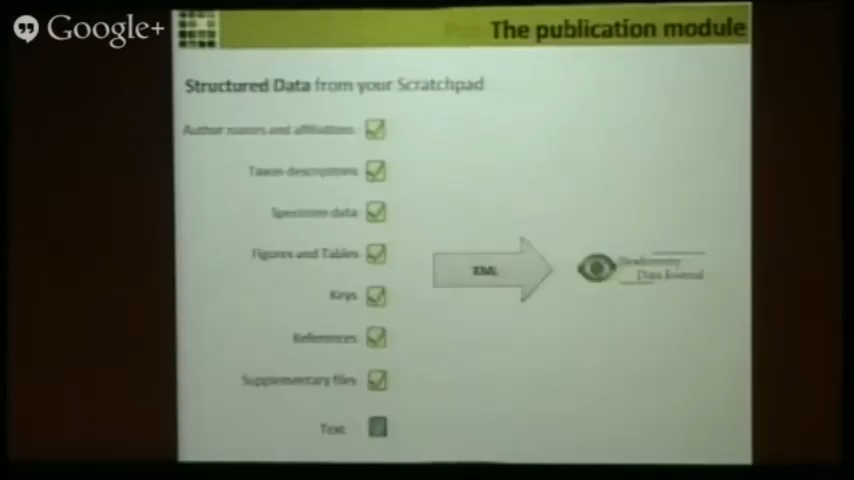 Google+
The publication module
Structured Data from your Scratchpad
Author names and affiliations
Taxon descriptions
Specimen data
Figures and Tables
Keys
References
Supplementary files
Text
XML
Biodiversity
Data Journal